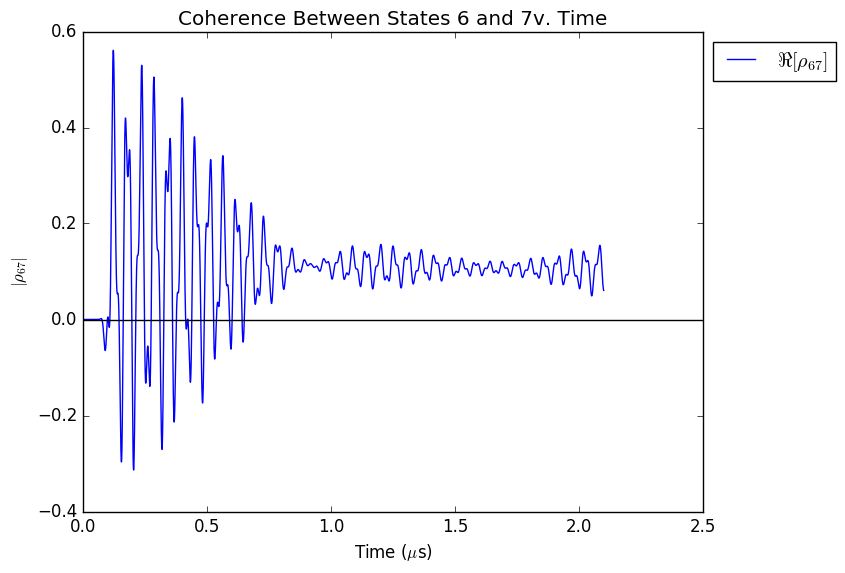 Coherence Between States 6 and 7v. Time
ℜ[ρ₆₇]
0.6
0.4
0.2
0.0
−0.2
−0.4
|ρ₆₇|
0.0 0.5 1.0 1.5 2.0 2.5
Time (μs)